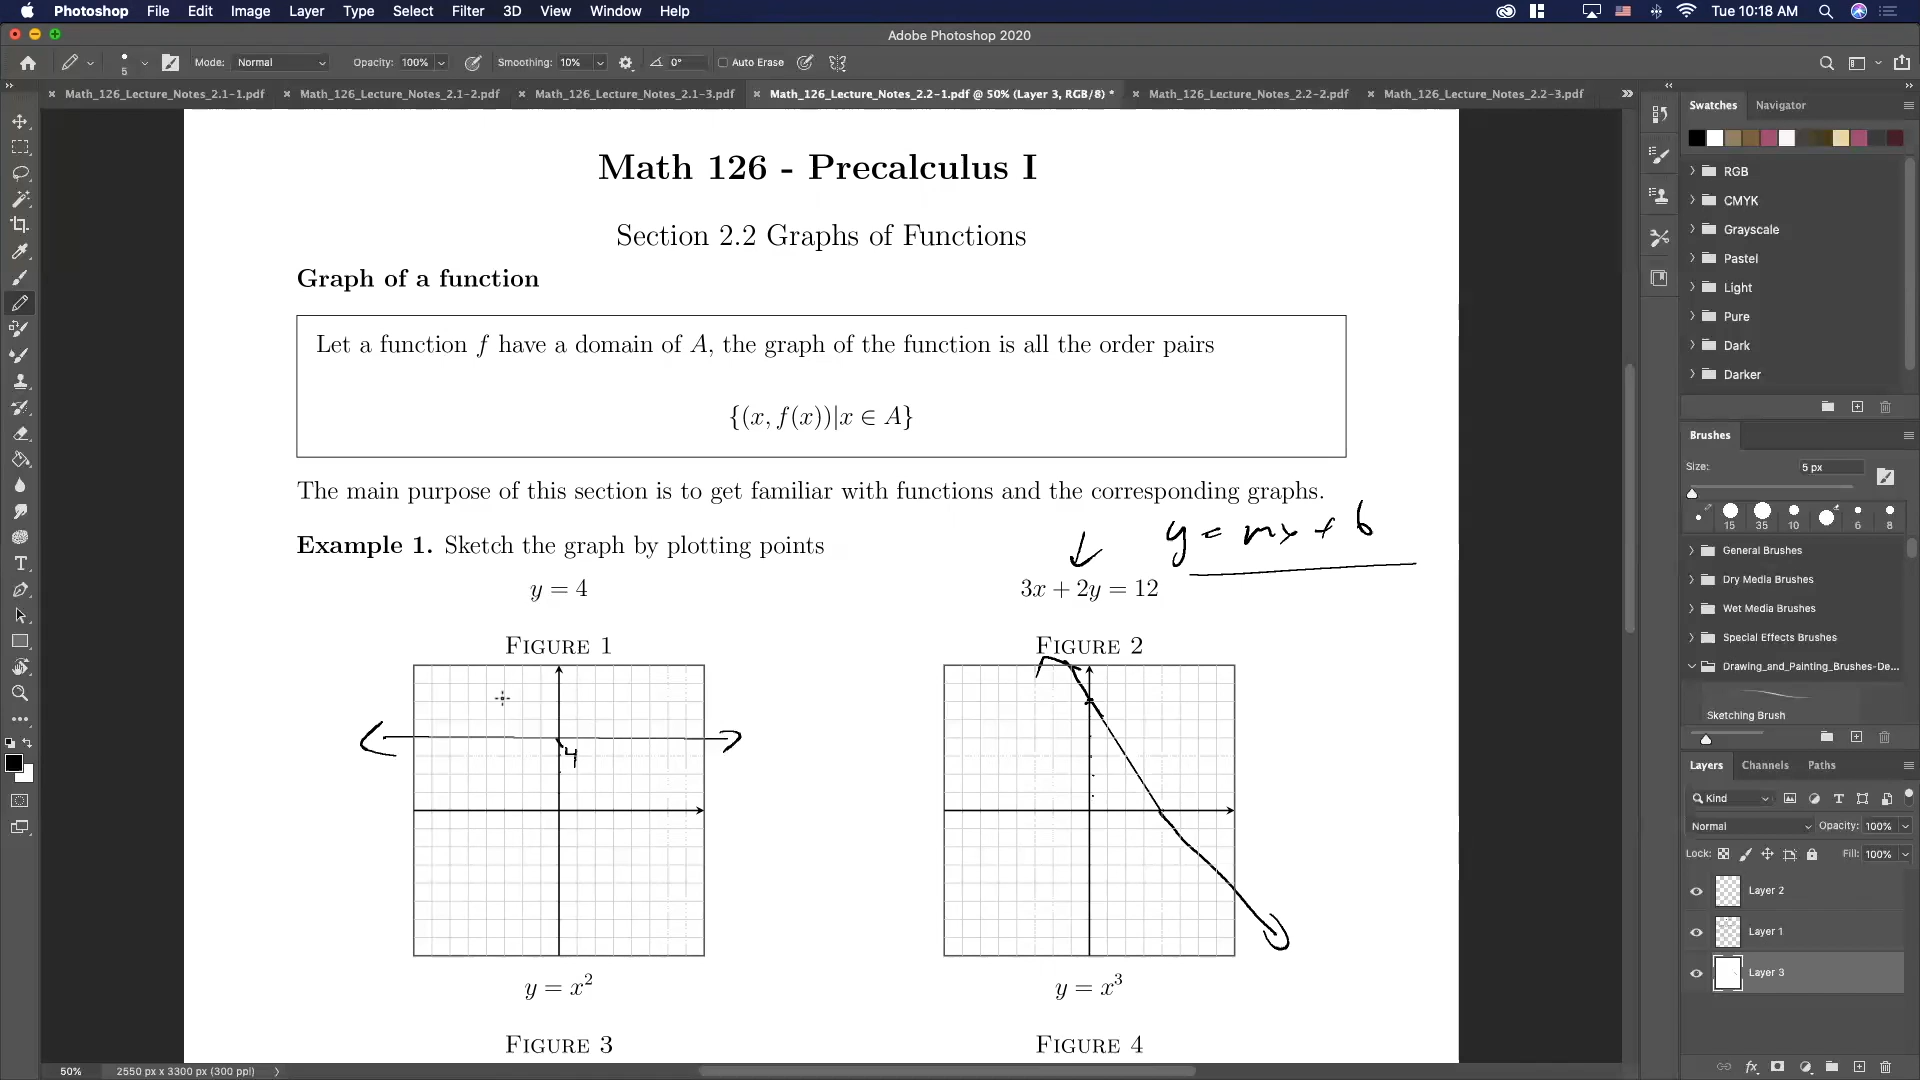 Photoshop File Edit Image Layer Type Select Filter 3D View Window Help Tue 10:18 AM
Adobe Photoshop 2020
5 Mode: Normal Opacity: 100% Smoothing: 10% 0° Auto Erase
Math_126_Lecture_Notes_2.1-1.pdf Math_126_Lecture_Notes_2.1-2.pdf Math_126_Lecture_Notes_2.1-3.pdf Math_126_Lecture_Notes_2.2-1.pdf @ 50% (Layer 3, RGB/8) * Math_126_Lecture_Notes_2.2-2.pdf Math_126_Lecture_Notes_2.2-3.pdf
Math 126 - Precalculus I
Section 2.2 Graphs of Functions
Graph of a function
Let a function f have a domain of A, the graph of the function is all the order pairs
{(x, f(x))|x ∈ A}
The main purpose of this section is to get familiar with functions and the corresponding graphs.
y = mx + b
Example 1. Sketch the graph by plotting points
y = 4
3x + 2y = 12
Figure 1
Figure 2
4
y = x²
y = x³
Figure 3
Figure 4
50% 2550 px x 3300 px (300 ppi)
Swatches Navigator
RGB
CMYK
Grayscale
Pastel
Light
Pure
Dark
Darker
Brushes
Size: 5 px
15 35 10 6 8
General Brushes
Dry Media Brushes
Wet Media Brushes
Special Effects Brushes
Drawing_and_Painting_Brushes-De...
Sketching Brush
Layers Channels Paths
Kind
Normal Opacity: 100%
Lock: Fill: 100%
Layer 2
Layer 1
Layer 3